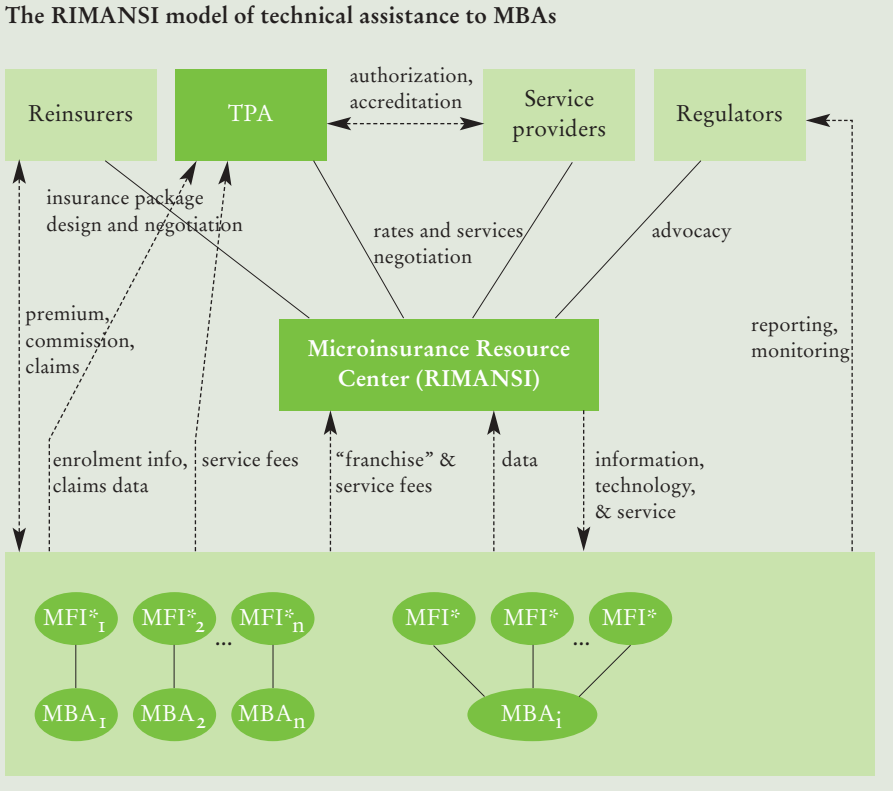 The RIMANSI model of technical assistance to MBAs
Reinsurers
TPA
authorization,
accreditation
Service
providers
Regulators
insurance package
design and negotiation
rates and services
negotiation
advocacy
premium,
commission,
claims
Microinsurance Resource
Center (RIMANSI)
reporting,
monitoring
enrolment info,
claims data
service fees
“franchise” &
service fees
data
information,
technology,
& service
MFI*1
MFI*2
...
MFI*n
MFI*
MFI*
...
MFI*
MBA1
MBA2
MBAn
MBAi